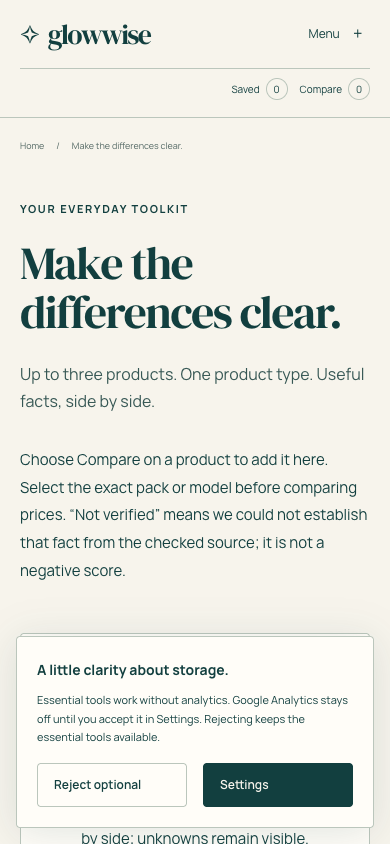 glowwise
Menu +
Saved 0 Compare 0
Home / Make the differences clear.
YOUR EVERYDAY TOOLKIT
Make the
differences clear.
Up to three products. One product type. Useful
facts, side by side.
Choose Compare on a product to add it here.
Select the exact pack or model before comparing
prices. “Not verified” means we could not establish
that fact from the checked source; it is not a
negative score.
A little clarity about storage.
Essential tools work without analytics. Google Analytics stays
off until you accept it in Settings. Rejecting keeps the
essential tools available.
Reject optional
Settings
by side; unknowns remain visible.